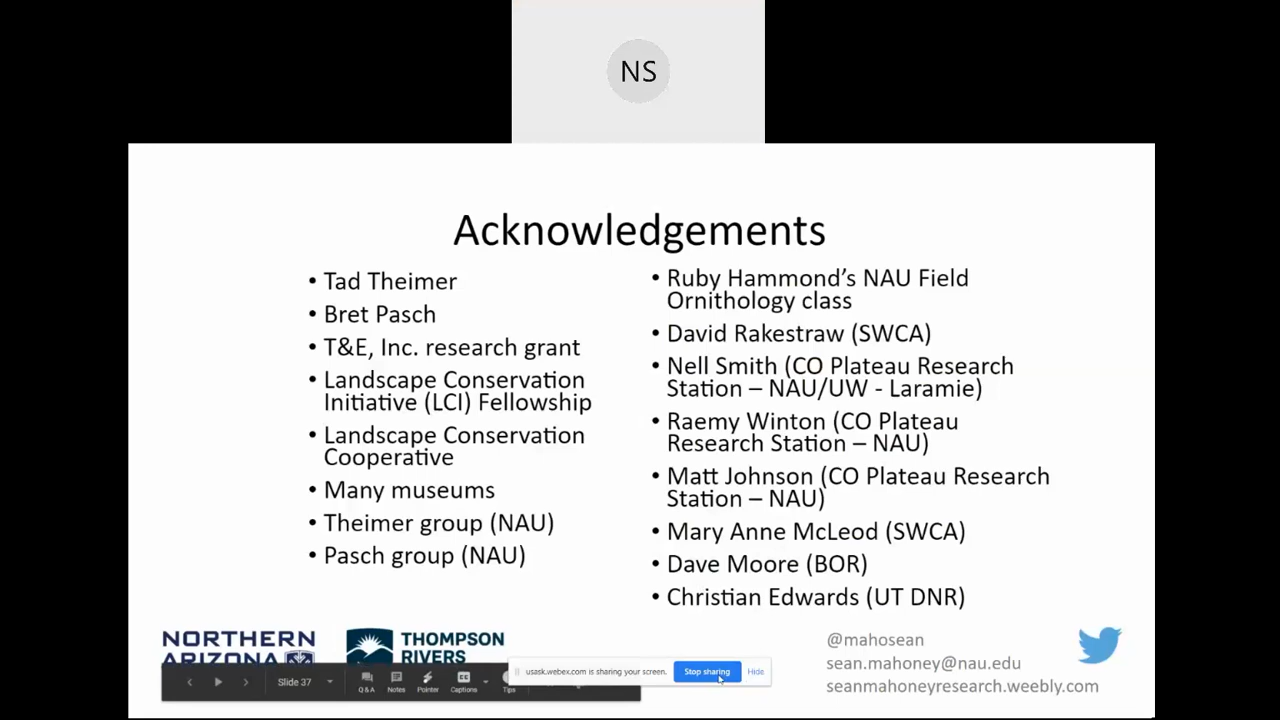 NS
Acknowledgements
• Tad Theimer
• Bret Pasch
• T&E, Inc. research grant
• Landscape Conservation
Initiative (LCI) Fellowship
• Landscape Conservation
Cooperative
• Many museums
• Theimer group (NAU)
• Pasch group (NAU)
• Ruby Hammond’s NAU Field
Ornithology class
• David Rakestraw (SWCA)
• Nell Smith (CO Plateau Research
Station – NAU/UW - Laramie)
• Raemy Winton (CO Plateau
Research Station – NAU)
• Matt Johnson (CO Plateau Research
Station – NAU)
• Mary Anne McLeod (SWCA)
• Dave Moore (BOR)
• Christian Edwards (UT DNR)
NORTHERN
ARIZONA
THOMPSON
RIVERS
@mahosean
sean.mahoney@nau.edu
seanmahoneyresearch.weebly.com
Slide 37
Q & A
Notes
Pointer
Captions
Tips
usask.webex.com is sharing your screen.
Stop sharing
Hide